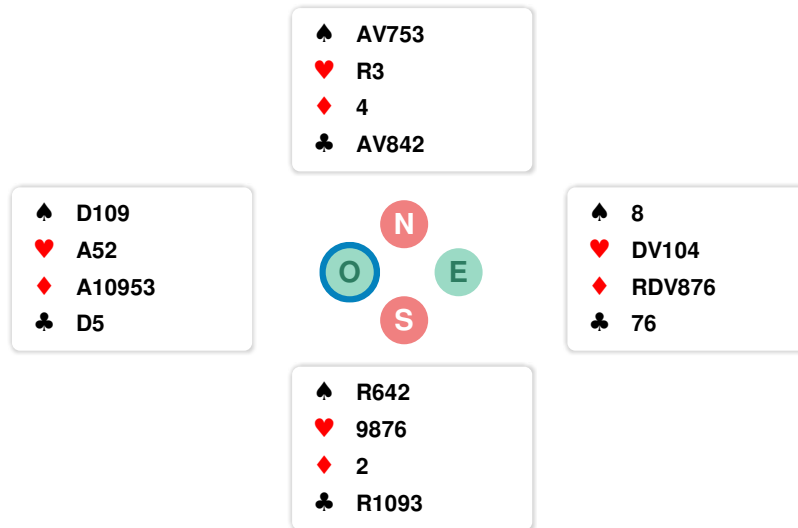 ♠ AV753
♥ R3
♦ 4
♣ AV842
♠ D109
♥ A52
♦ A10953
♣ D5
N
O E
S
♠ 8
♥ DV104
♦ RDV876
♣ 76
♠ R642
♥ 9876
♦ 2
♣ R1093